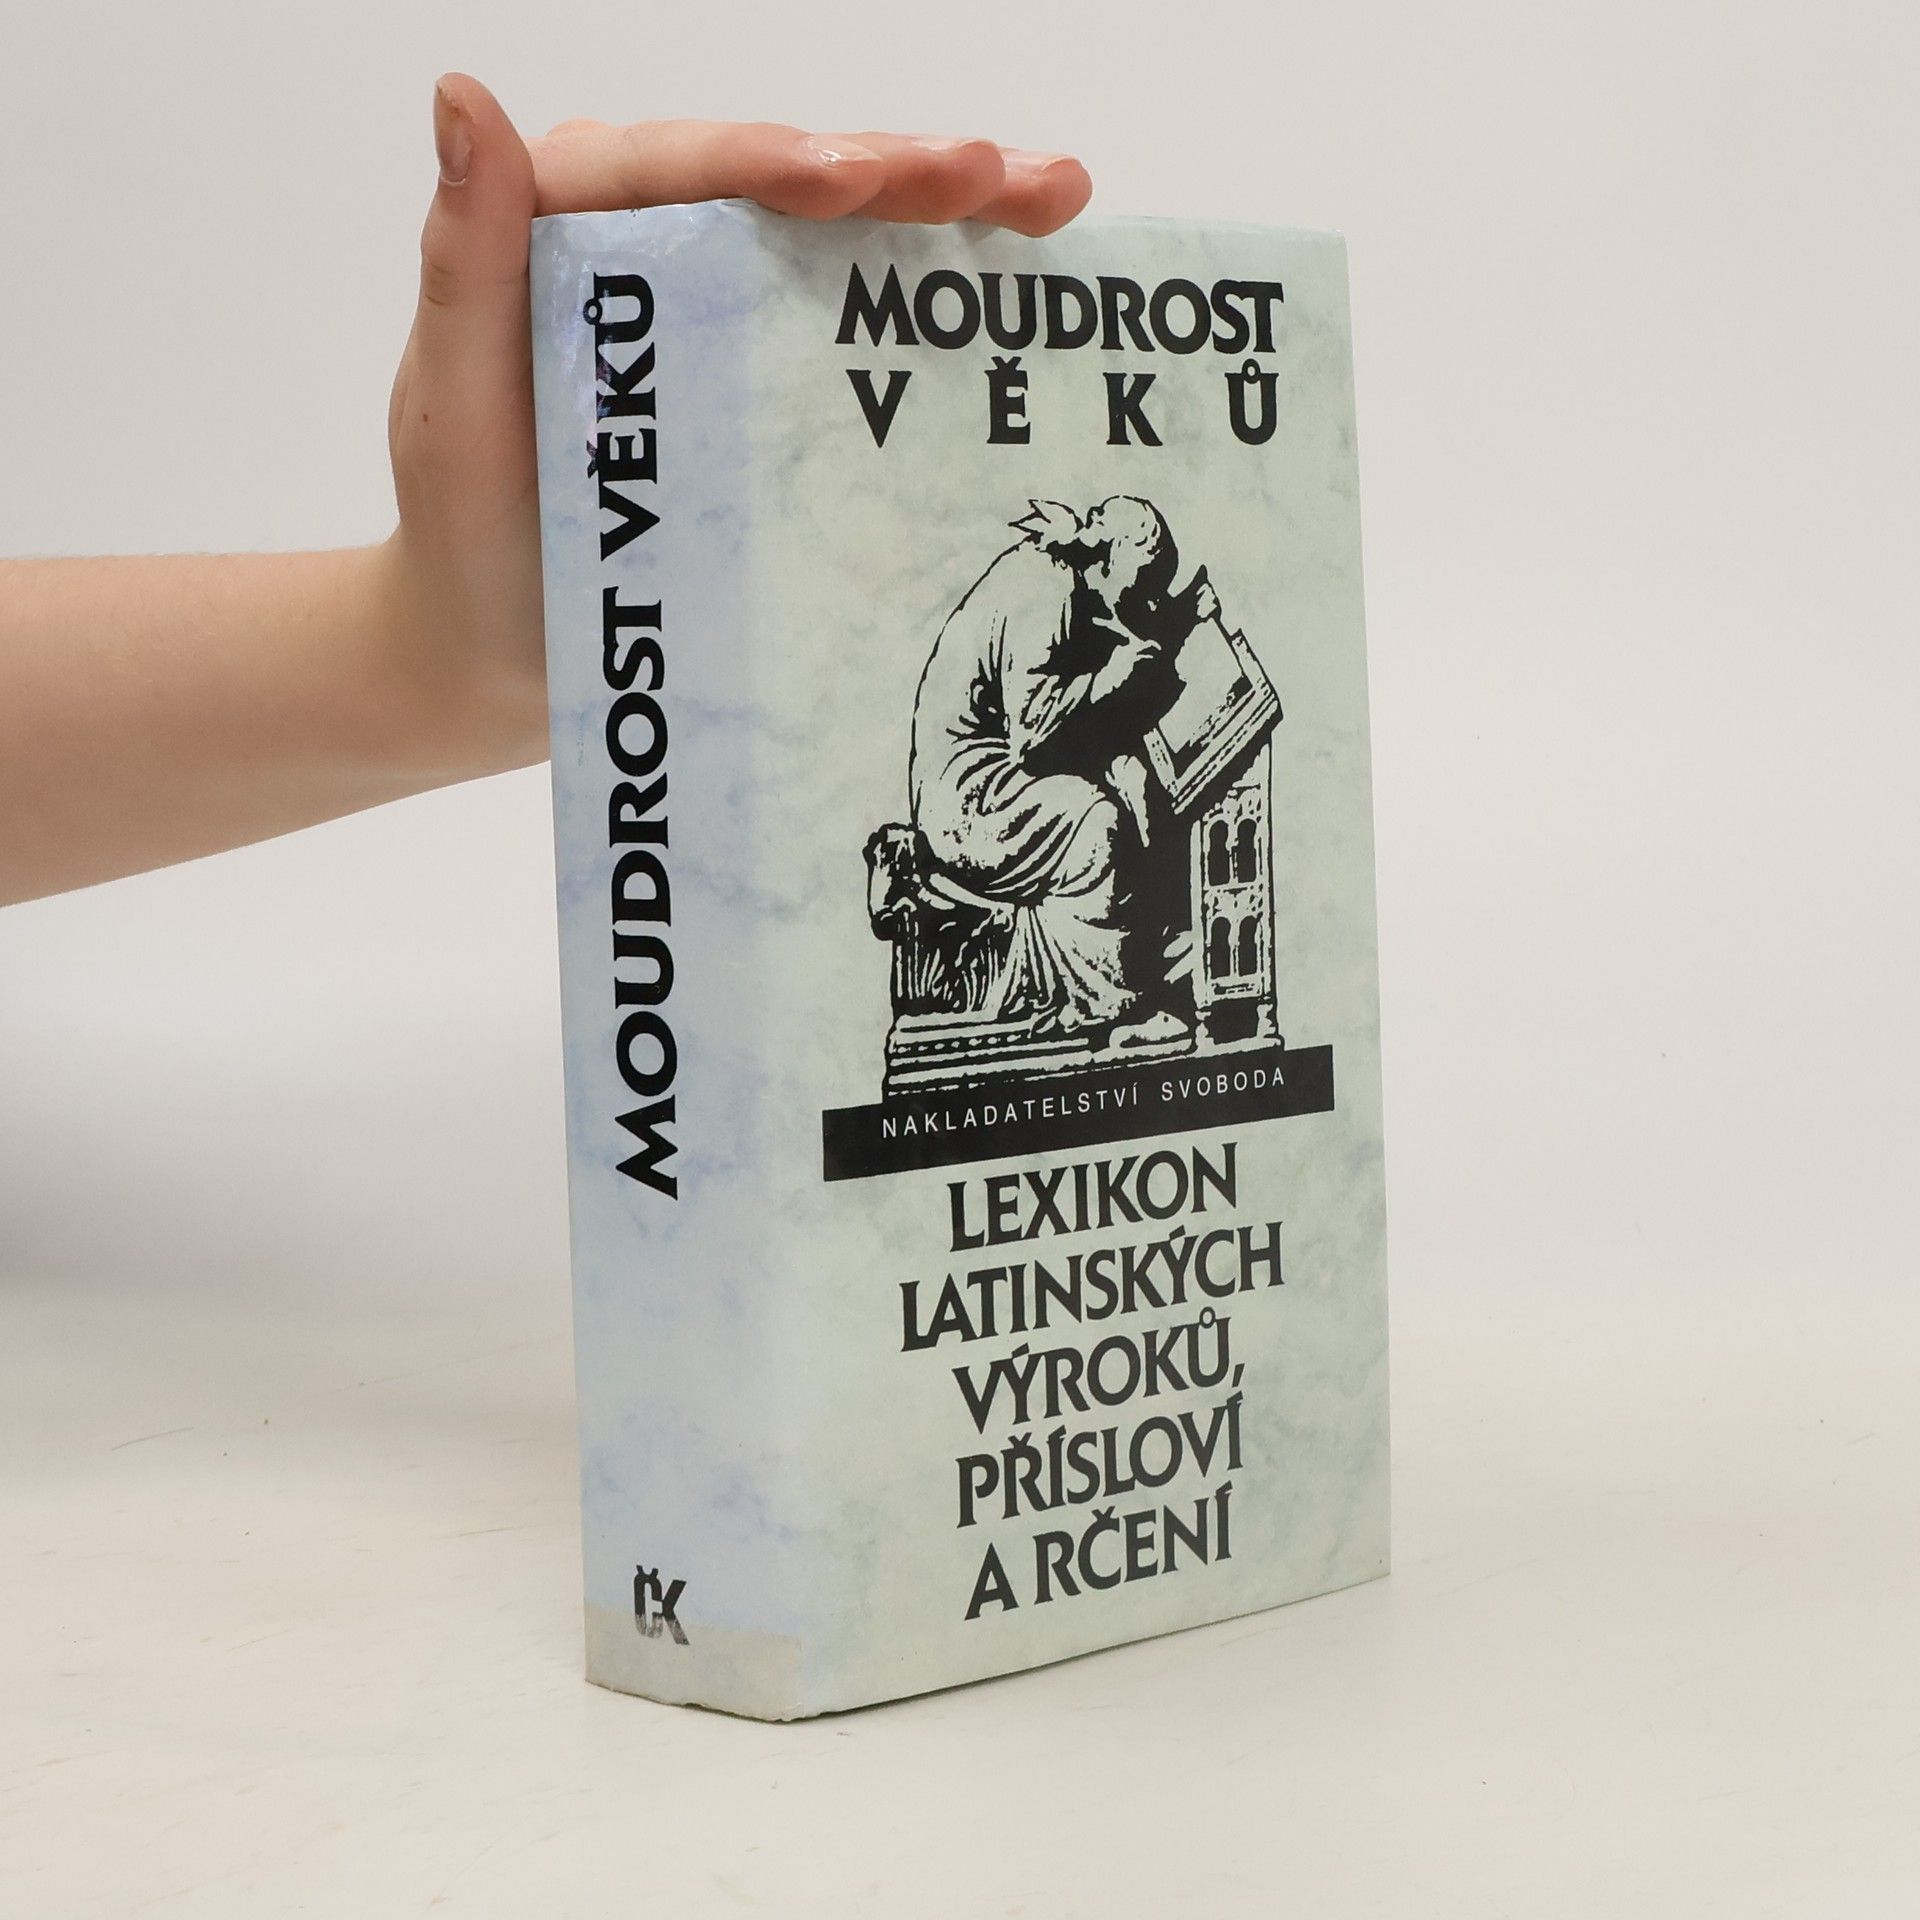 MOUDROST VĚKŮ
ČK
MOUDROST
VĚKŮ
NAKLADATELSTVÍ SVOBODA
LEXIKON
LATINSKÝCH
VÝROKŮ,
PŘÍSLOVÍ
A RČENÍ